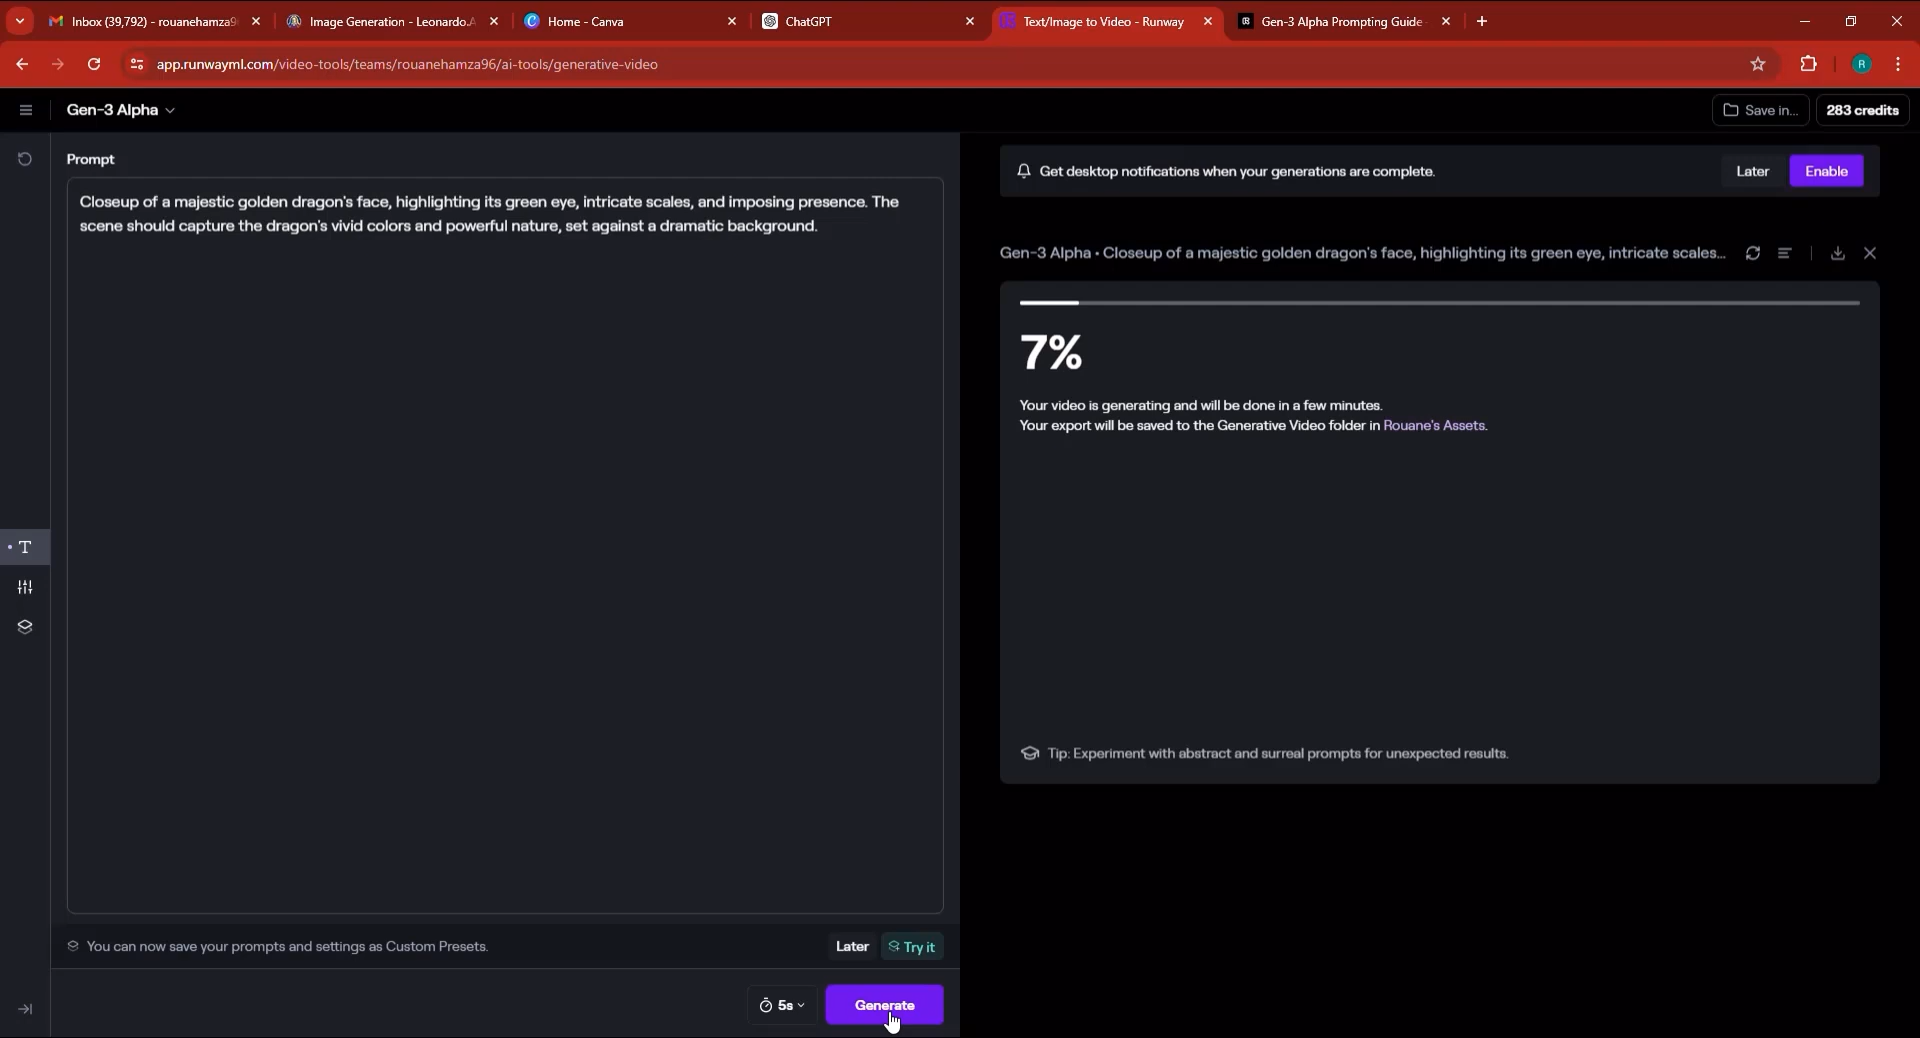 Inbox (39,792) - rouanehamza9
Image Generation - Leonardo.A
Home - Canva
ChatGPT
Text/Image to Video - Runway
Gen-3 Alpha Prompting Guide
app.runwayml.com/video-tools/teams/rouanehamza96/ai-tools/generative-video
R
Gen-3 Alpha
Save in...
283 credits
Prompt
Closeup of a majestic golden dragon's face, highlighting its green eye, intricate scales, and imposing presence. The
scene should capture the dragon's vivid colors and powerful nature, set against a dramatic background.
Get desktop notifications when your generations are complete.
Later
Enable
Gen-3 Alpha • Closeup of a majestic golden dragon's face, highlighting its green eye, intricate scales...
7%
Your video is generating and will be done in a few minutes.
Your export will be saved to the Generative Video folder in Rouane's Assets.
T
Tip: Experiment with abstract and surreal prompts for unexpected results.
You can now save your prompts and settings as Custom Presets.
Later
Try it
5s
Generate